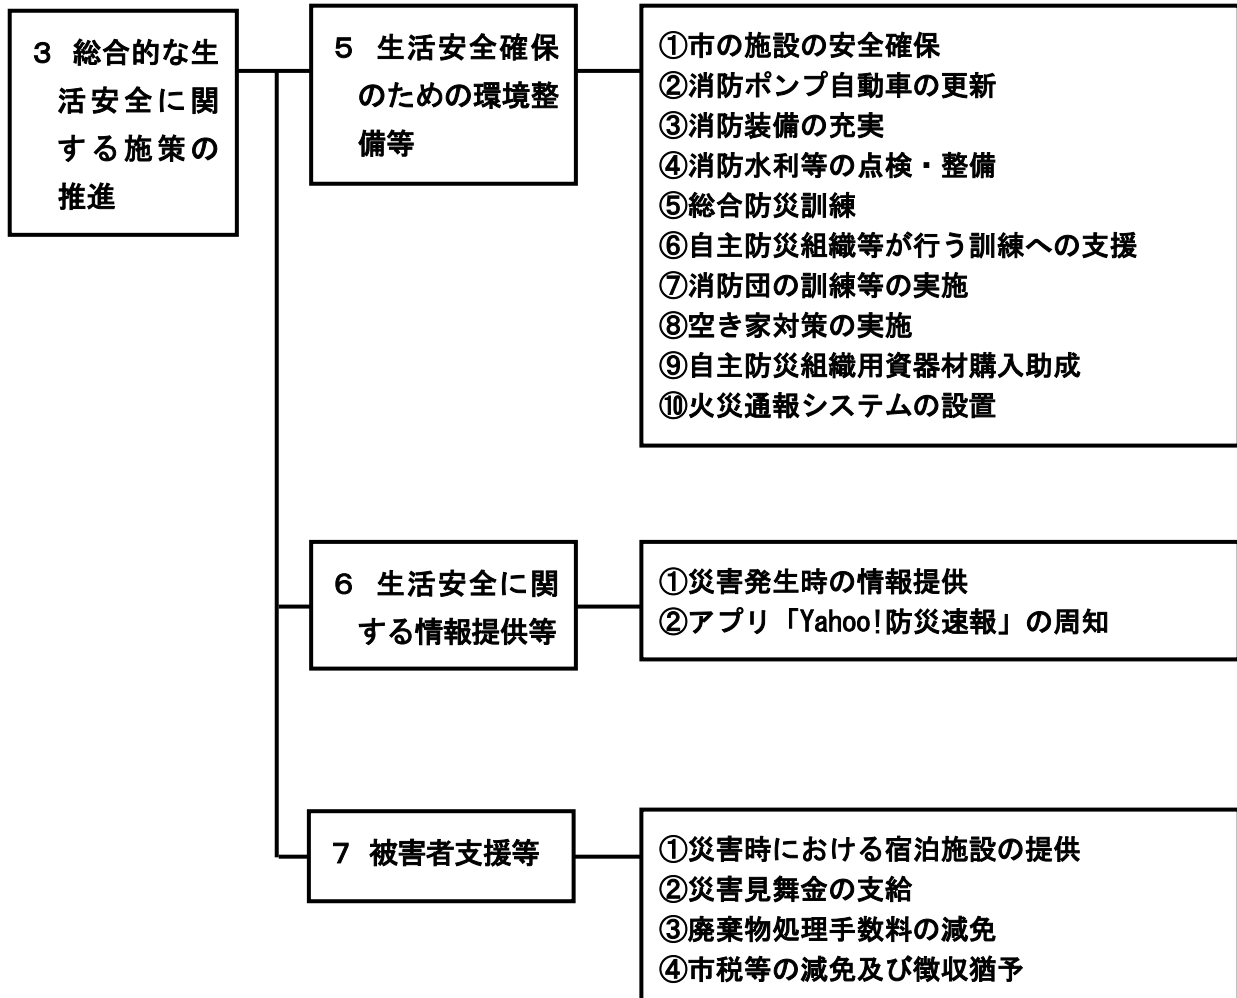 ３ 総合的な生
活安全に関
する施策の
推進
５ 生活安全確保
のための環境整
備等
①市の施設の安全確保
②消防ポンプ自動車の更新
③消防装備の充実
④消防水利等の点検・整備
⑤総合防災訓練
⑥自主防災組織等が行う訓練への支援
⑦消防団の訓練等の実施
⑧空き家対策の実施
⑨自主防災組織用資器材購入助成
⑩火災通報システムの設置
６ 生活安全に関
する情報提供等
①災害発生時の情報提供
②アプリ「Yahoo!防災速報」の周知
７ 被害者支援等
①災害時における宿泊施設の提供
②災害見舞金の支給
③廃棄物処理手数料の減免
④市税等の減免及び徴収猶予